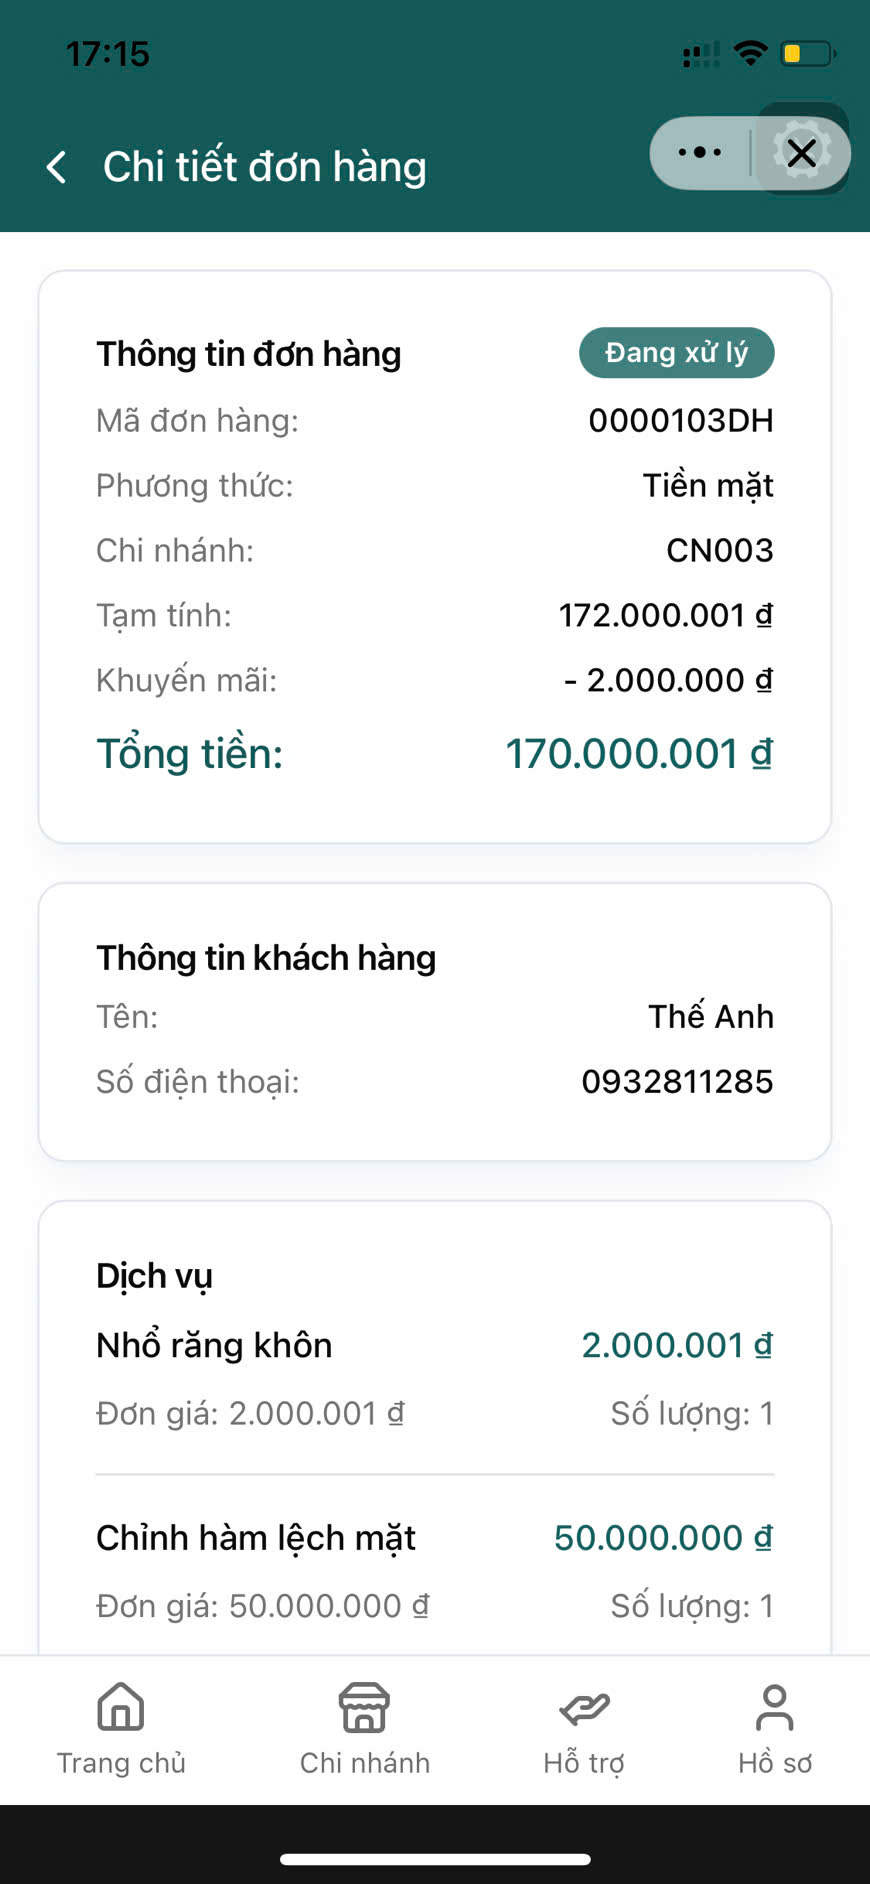 17:15
Chi tiết đơn hàng
Thông tin đơn hàng Đang xử lý
Mã đơn hàng: 0000103DH
Phương thức: Tiền mặt
Chi nhánh: CN003
Tạm tính: 172.000.001 ₫
Khuyến mãi: - 2.000.000 ₫
Tổng tiền: 170.000.001 ₫
Thông tin khách hàng
Tên: Thế Anh
Số điện thoại: 0932811285
Dịch vụ
Nhổ răng khôn 2.000.001 ₫
Đơn giá: 2.000.001 ₫ Số lượng: 1
Chỉnh hàm lệch mặt 50.000.000 ₫
Đơn giá: 50.000.000 ₫ Số lượng: 1
Trang chủ Chi nhánh Hỗ trợ Hồ sơ